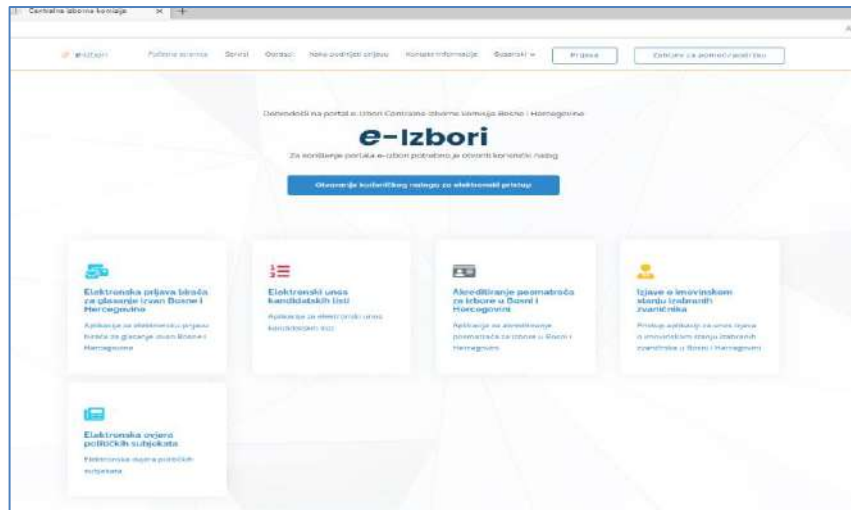 Centralna izborna komisija
e-Izbori Početna stranica Servisi Obrasci Kako podnijeti prijavu Kontakt informacije Bosanski Prijava Zahtjev za pomoć/podršku
Dobrodošli na portal e-Izbori Centralne izborne komisije Bosne i Hercegovine
e-Izbori
Za korištenje portala e-Izbori potrebno je otvoriti korisnički nalog
Otvaranje korisničkog naloga za elektronski pristup
Elektronska prijava birača
za glasanje izvan Bosne i
Hercegovine
Aplikacija za elektronsku prijavu
birača za glasanje izvan Bosne i
Hercegovine
Elektronski unos
kandidatskih listi
Aplikacija za elektronski unos
kandidatskih listi
Akreditiranje posmatrača
za izbore u Bosni i
Hercegovini
Aplikacija za akreditiranje
posmatrača za izbore u Bosni i
Hercegovini
Izjave o imovinskom
stanju izabranih
zvaničnika
Pristup aplikaciji za unos izjava
o imovinskom stanju izabranih
zvaničnika u Bosni i Hercegovini
Elektronska ovjera
političkih subjekata
Elektronska ovjera političkih
subjekata